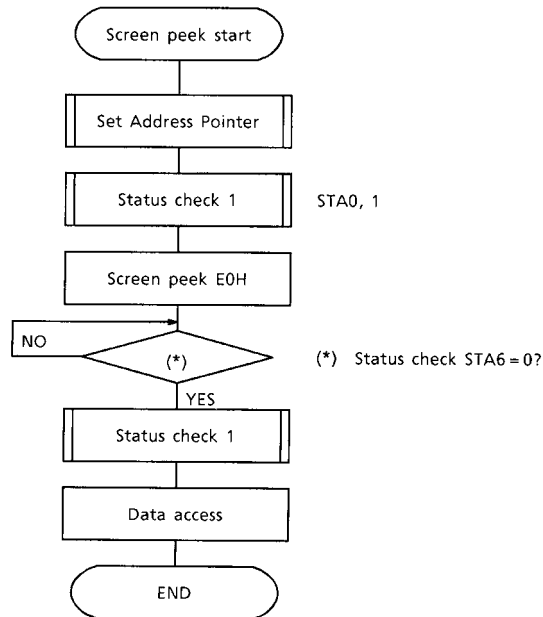 Screen peek start
Set Address Pointer
Status check 1
STA0, 1
Screen peek E0H
NO
(*)
(*) Status check STA6 = 0?
YES
Status check 1
Data access
END